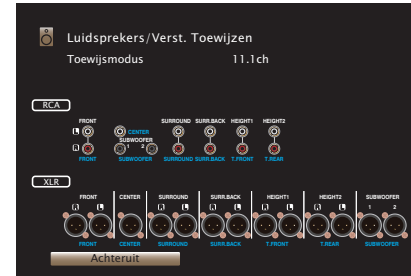 Luidsprekers/Verst. Toewijzen
Toewijsmodus 11.1ch
RCA
FRONT SURROUND SURR.BACK HEIGHT1 HEIGHT2
L CENTER
SUBWOOFER
R 1 2
FRONT SUBWOOFER SURROUND SURR.BACK T.FRONT T.REAR
XLR
FRONT CENTER SURROUND SURR.BACK HEIGHT1 HEIGHT2 SUBWOOFER
R L R L R L R L R L 1 2
FRONT CENTER SURROUND SURR.BACK T.FRONT T.REAR SUBWOOFER
Achteruit